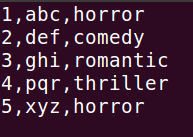 1,abc,horror
2,def,comedy
3,ghi,romantic
4,pqr,thriller
5,xyz,horror